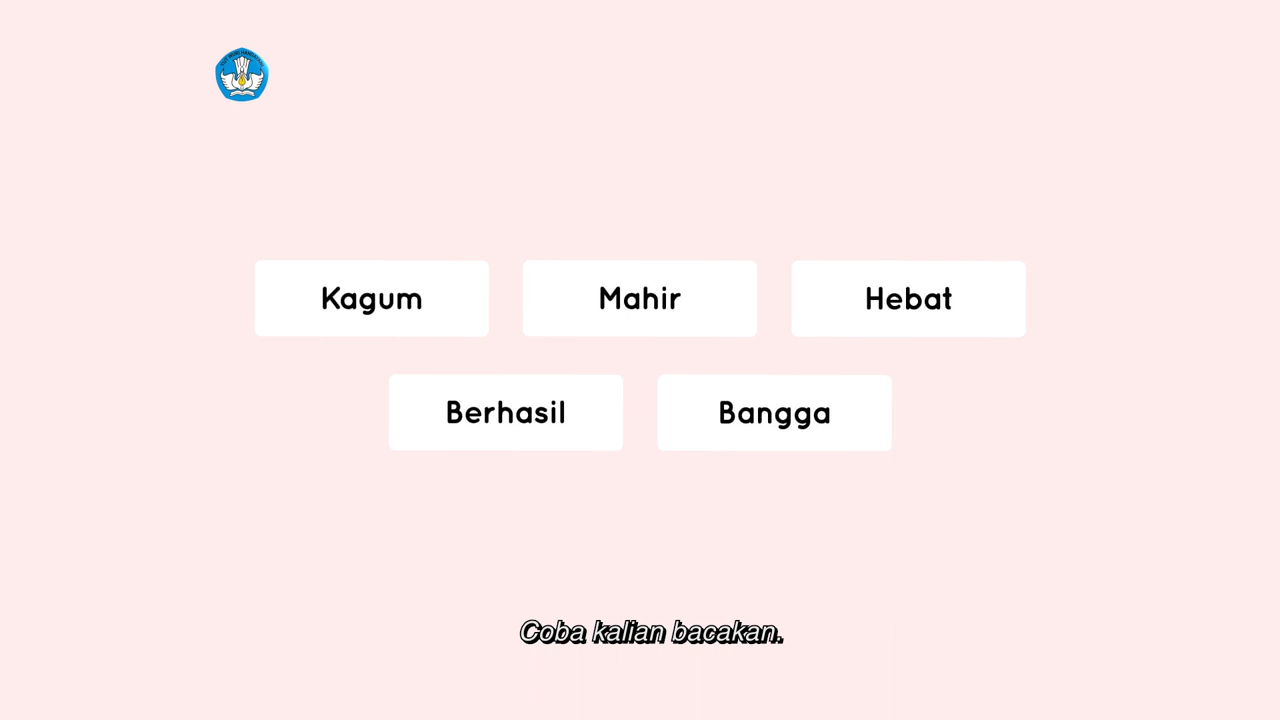 Kagum
Mahir
Hebat
Berhasil
Bangga
Coba kalian bacakan.